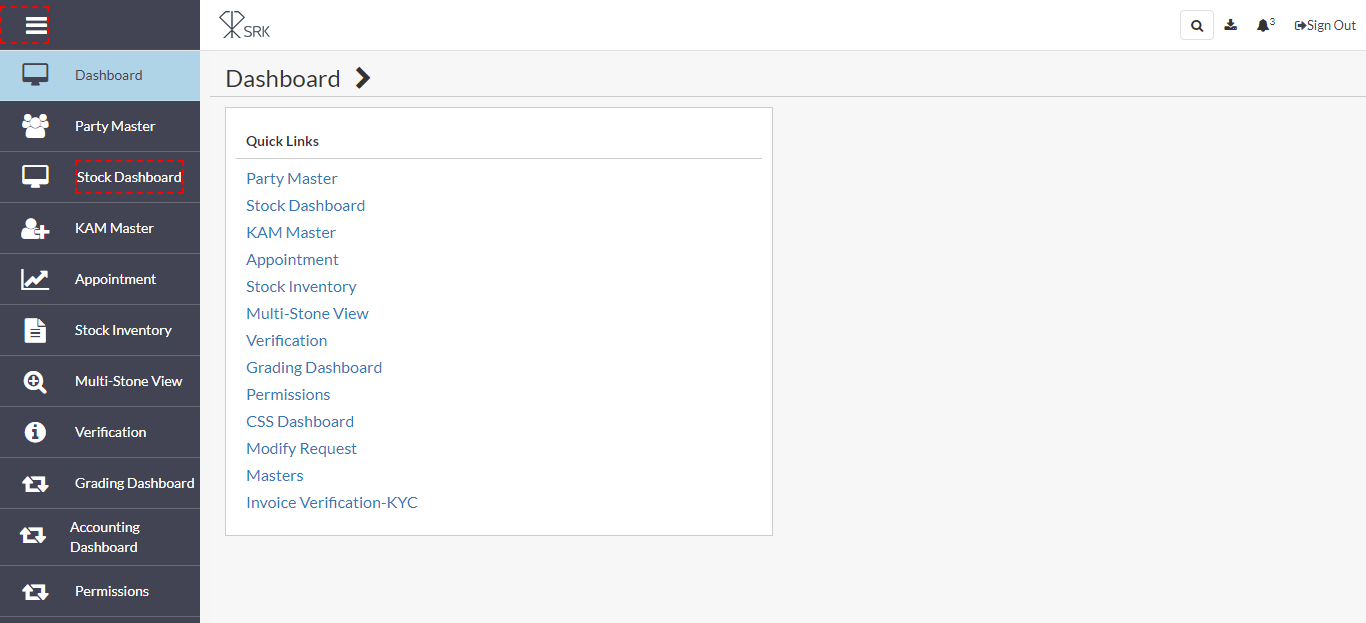 SRK
3
Sign Out
Dashboard
Party Master
Stock Dashboard
KAM Master
Appointment
Stock Inventory
Multi-Stone View
Verification
Grading Dashboard
Accounting
Dashboard
Permissions
Dashboard
Quick Links
Party Master
Stock Dashboard
KAM Master
Appointment
Stock Inventory
Multi-Stone View
Verification
Grading Dashboard
Permissions
CSS Dashboard
Modify Request
Masters
Invoice Verification-KYC